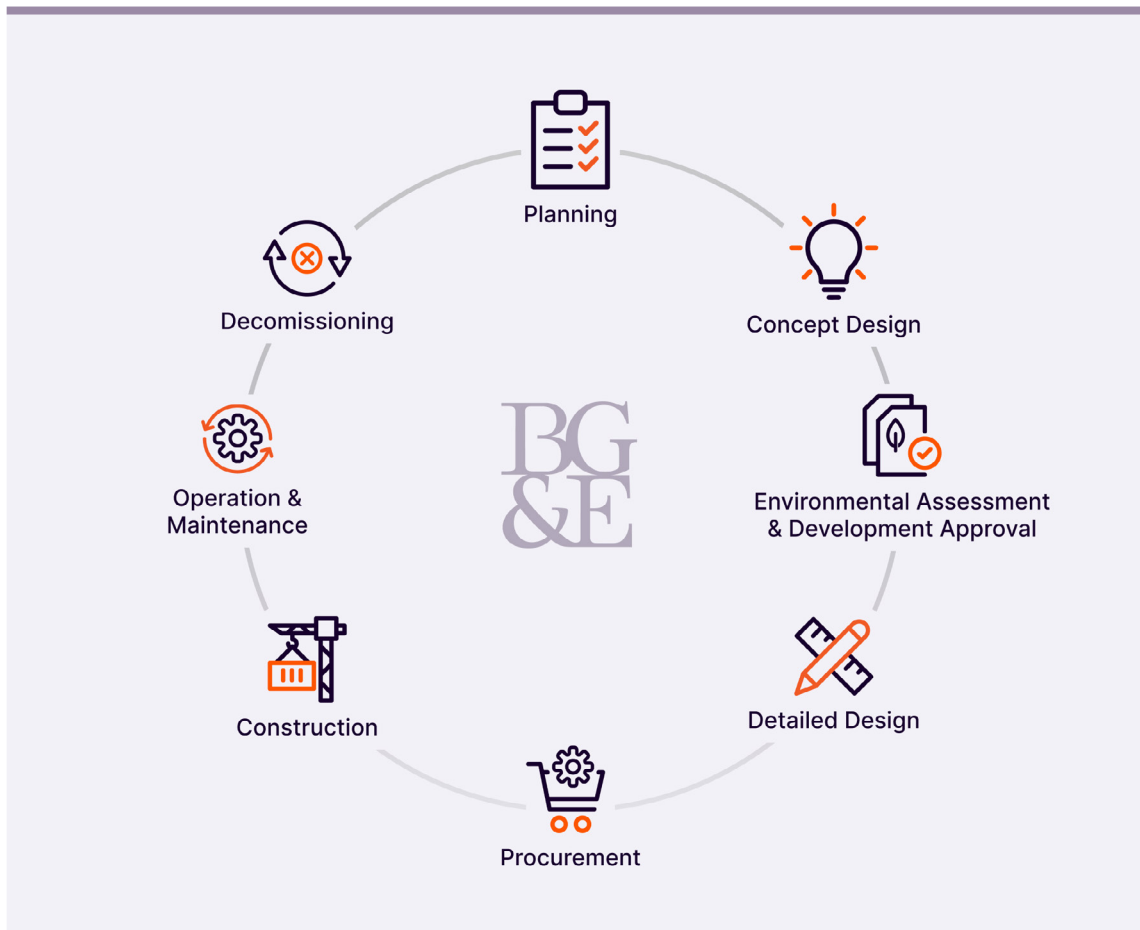 Planning
Concept Design
Environmental Assessment
& Development Approval
Detailed Design
Procurement
Construction
Operation &
Maintenance
Decomissioning
BG
&E